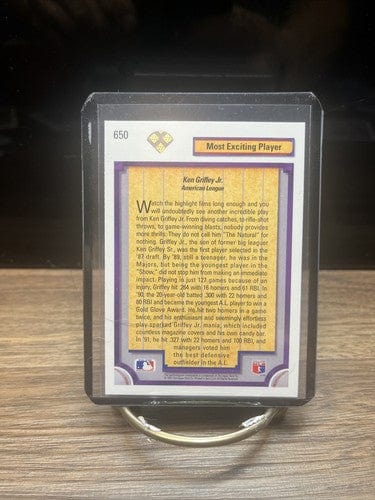 650
Most Exciting Player
Ken Griffey Jr.
American League
Watch the highlight films long enough and you
will undoubtedly see another incredible play
from Ken Griffey Jr. From diving catches, to rifle-shot
throws, to game-winning blasts, nobody provides
more thrills. They do not call him "The Natural" for
nothing. Griffey Jr., the son of former big leaguer
Ken Griffey Sr., was the first player selected in the
'87 draft. By '89, still a teenager, he was in the
Majors, but being the youngest player in the
"Show," did not stop him from making an immediate
impact. Playing in just 127 games because of an
injury, Griffey hit .264 with 16 homers and 61 RBI. In
'90, the 20-year-old batted .300 with 22 homers and
80 RBI and became the youngest A.L. player to win a
Gold Glove Award. He hit two homers in a game
twice, and his enthusiasm and seemingly effortless
play sparked Griffey Jr. mania, which included
countless magazine covers and his own candy bar.
In '91, he hit .327 with 22 homers and 100 RBI, and
managers voted him
the best defensive
outfielder in the A.L.